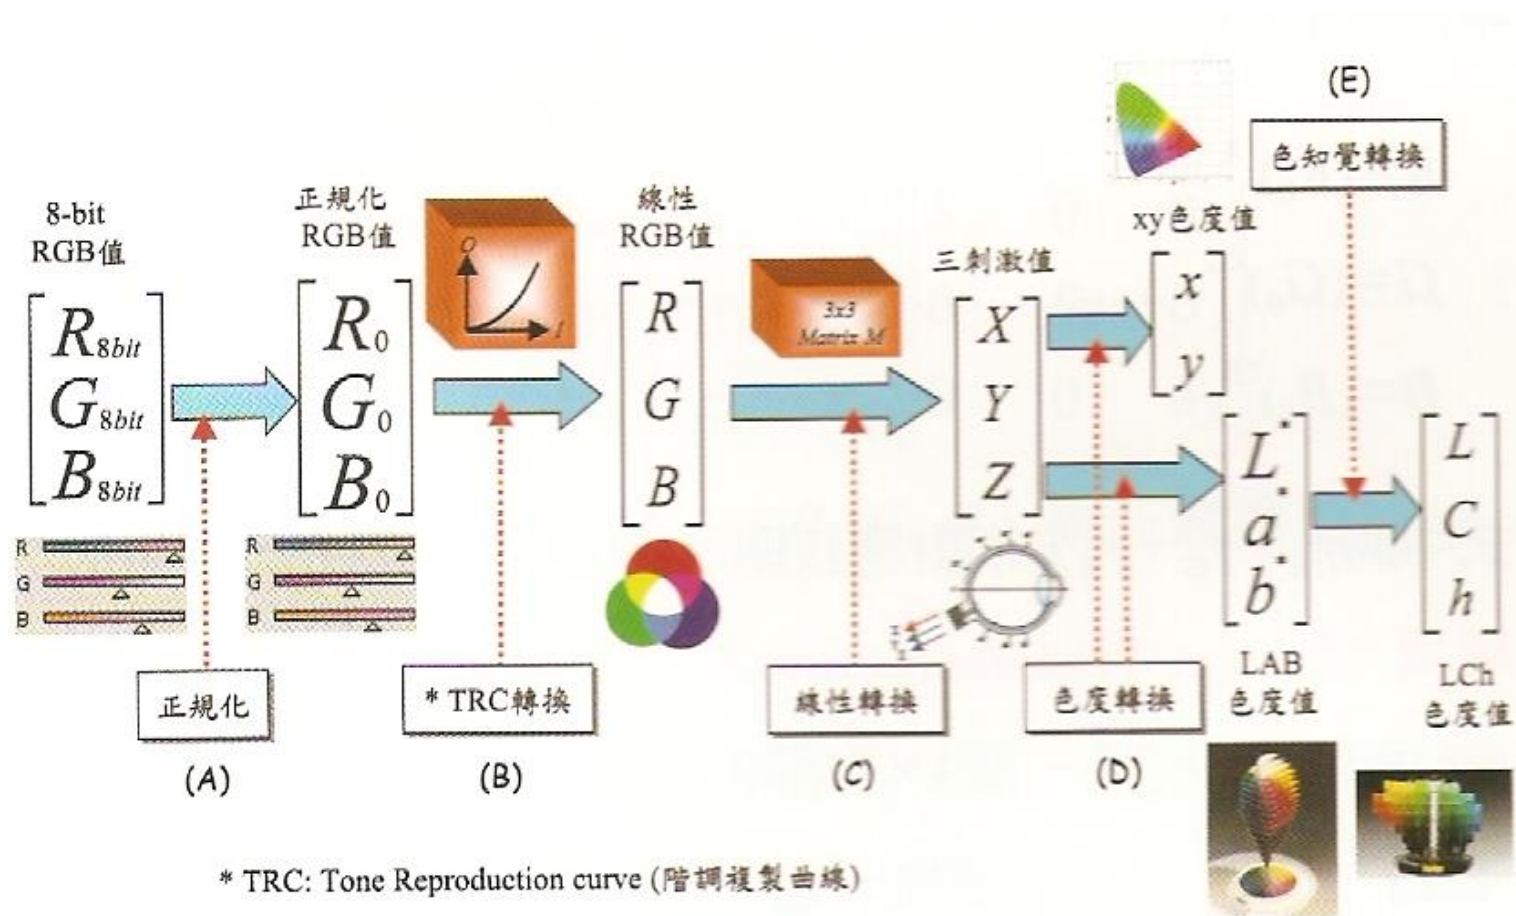 (E)
色知覺轉換
8-bit
RGB值
正規化
RGB值
線性
RGB值
三刺激值
xy色度值
R8bit
G8bit
B8bit
R0
G0
B0
O
I
R
G
B
3x3
Matrix M
X
Y
Z
x
y
L*
a*
b*
L
C
h
R
G
B
R
G
B
LAB
色度值
LCh
色度值
正規化
* TRC轉換
線性轉換
色度轉換
(A)
(B)
(C)
(D)
* TRC: Tone Reproduction curve (階調複製曲線)